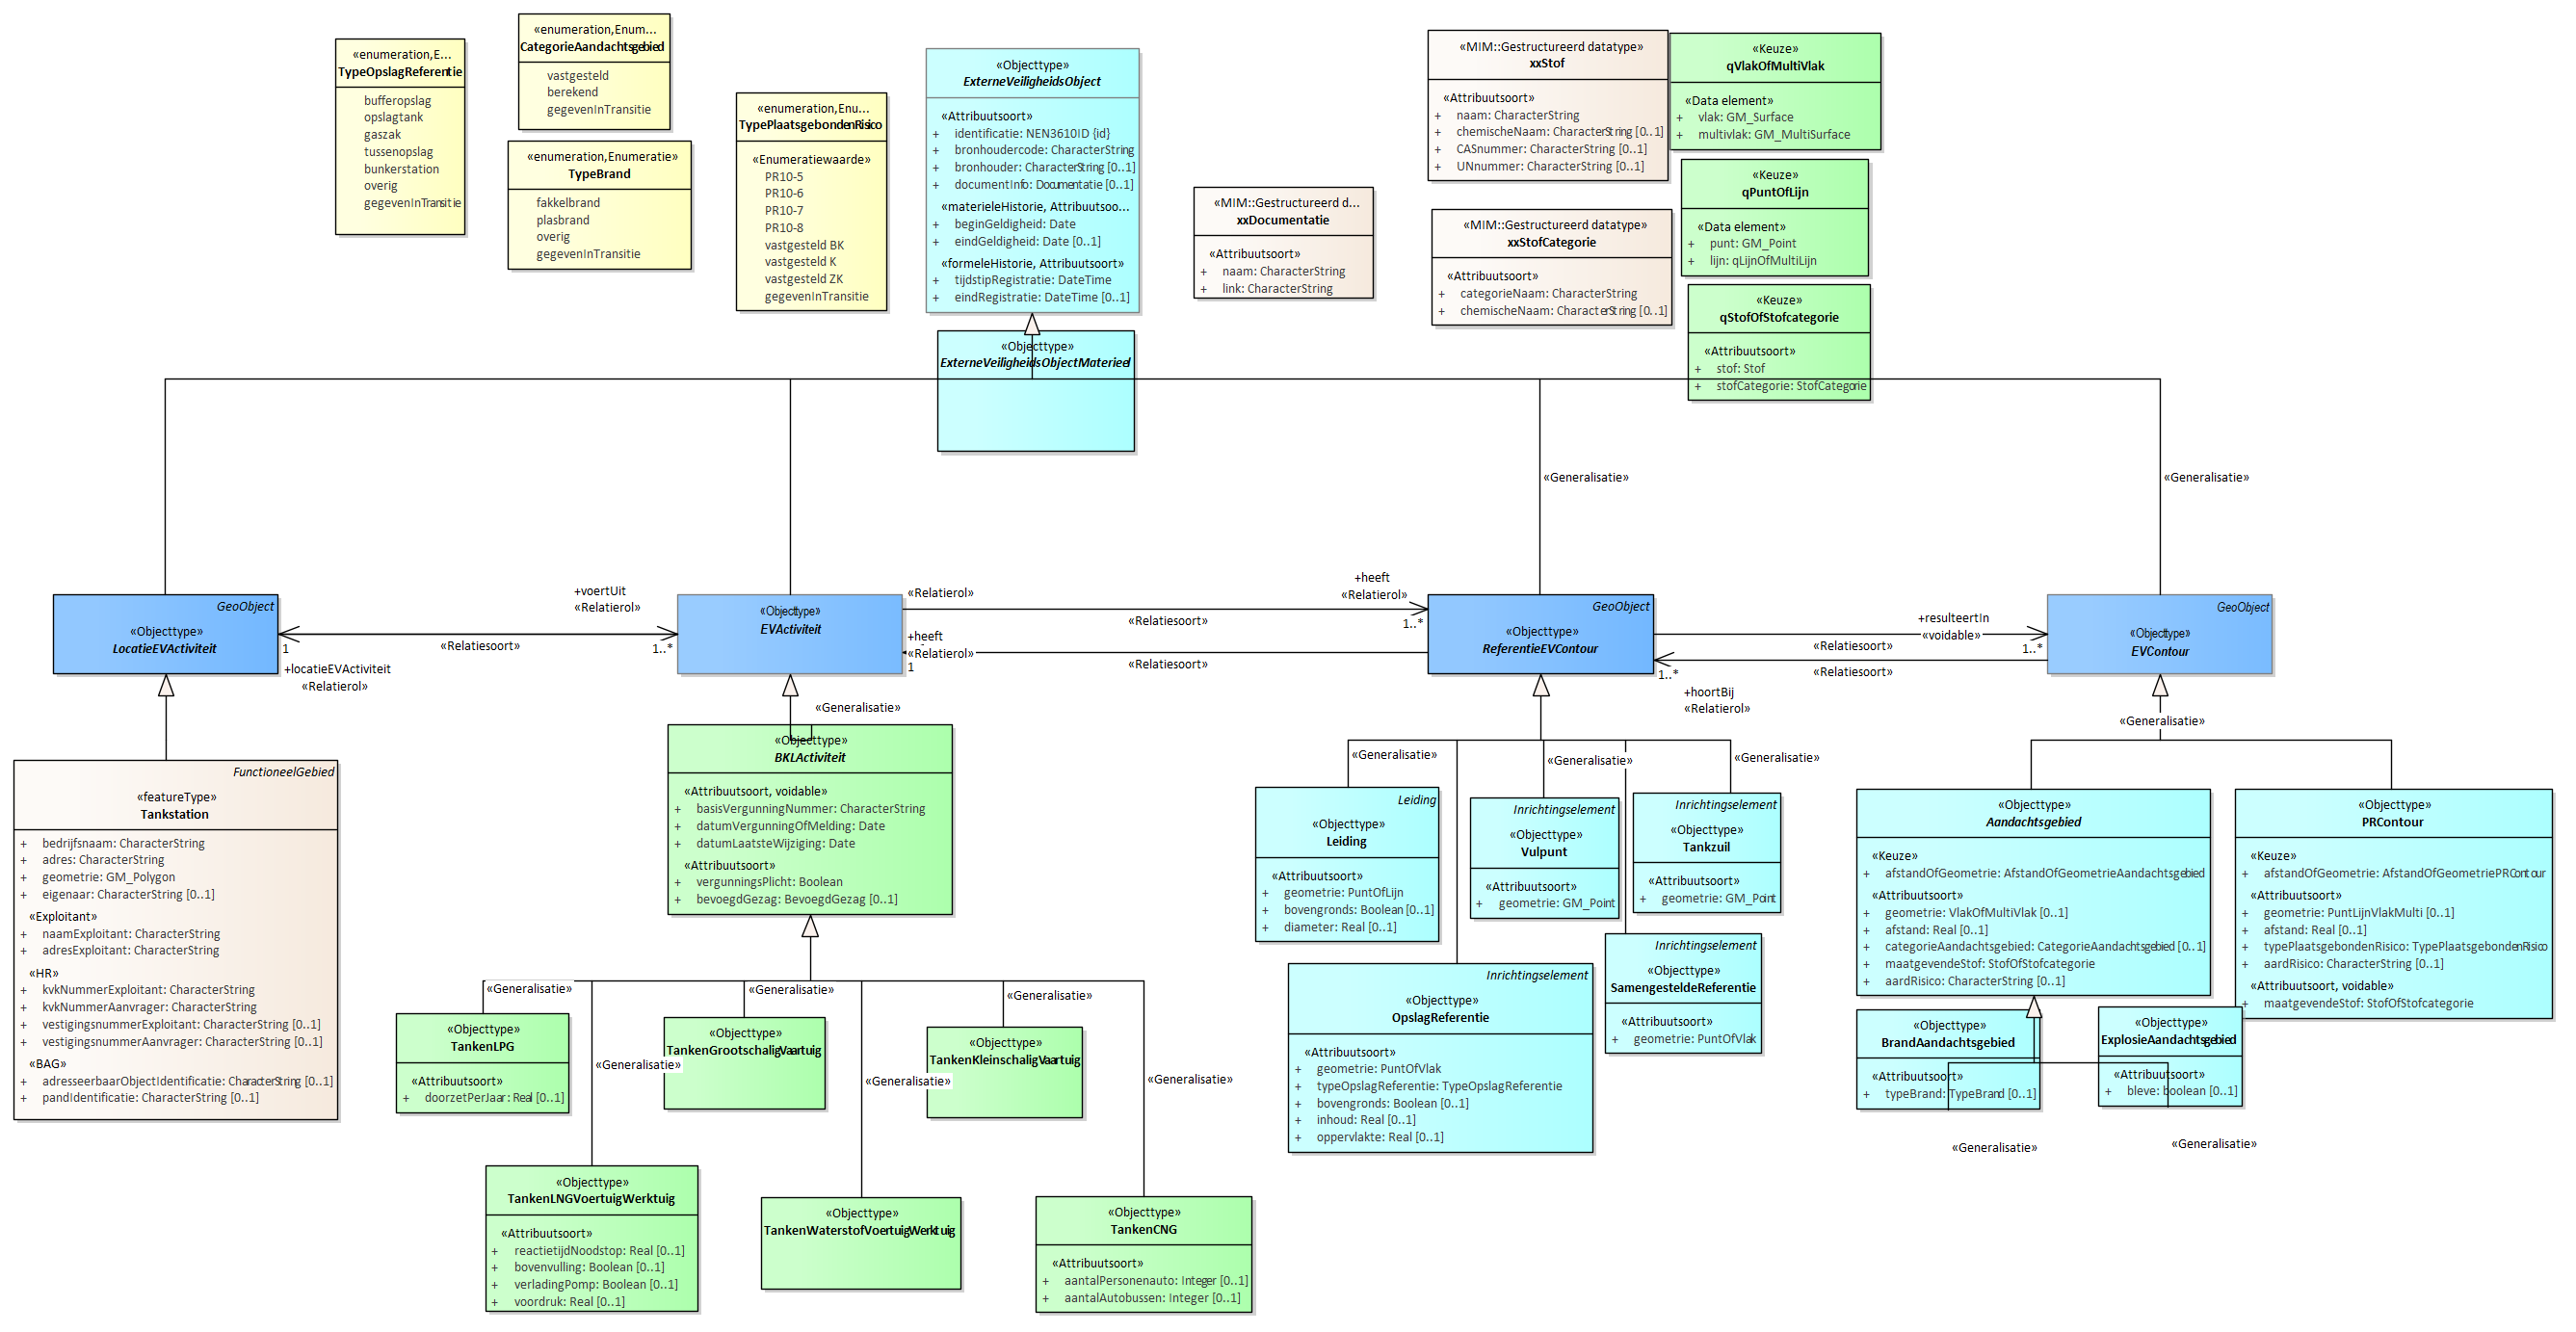 «enumeration,E...
TypeOpslagReferentie
bufferopslag
opslagtank
gaszak
tussenopslag
bunkerstation
overig
gegevenInTransitie
«enumeration,Enum...
CategorieAandachtsgebied
vastgesteld
berekend
gegevenInTransitie
«enumeration,Enumeratie»
TypeBrand
fakkelbrand
plasbrand
overig
gegevenInTransitie
«enumeration,Enu...
TypePlaatsgebondenRisico
«Enumeratiewaarde»
PR10-5
PR10-6
PR10-7
PR10-8
vastgesteld BK
vastgesteld K
vastgesteld ZK
gegevenInTransitie
«Objecttype»
ExterneVeiligheidsObject
«Attribuutsoort»
+ identificatie: NEN3610ID {id}
+ bronhoudercode: CharacterString
+ bronhouder: CharacterString [0..1]
+ documentInfo: Documentatie [0..1]
«materieleHistorie, Attribuutsoo...
+ beginGeldigheid: Date
+ eindGeldigheid: Date [0..1]
«formeleHistorie, Attribuutsoort»
+ tijdstipRegistratie: DateTime
+ eindRegistratie: DateTime [0..1]
«Objecttype»
ExterneVeiligheidsObjectMaterieel
«MIM::Gestructureerd d...
xxDocumentatie
«Attribuutsoort»
+ naam: CharacterString
+ link: CharacterString
«MIM::Gestructureerd datatype»
xxStof
«Attribuutsoort»
+ naam: CharacterString
+ chemischeNaam: CharacterString [0..1]
+ CASnummer: CharacterString [0..1]
+ UNnummer: CharacterString [0..1]
«MIM::Gestructureerd datatype»
xxStofCategorie
«Attribuutsoort»
+ categorieNaam: CharacterString
+ chemischeNaam: CharacterString [0..1]
«Keuze»
qVlakOfMultiVlak
«Data element»
+ vlak: GM_Surface
+ multivlak: GM_MultiSurface
«Keuze»
qPuntOfLijn
«Data element»
+ punt: GM_Point
+ lijn: qLijnOfMultiLijn
«Keuze»
qStofOfStofcategorie
«Attribuutsoort»
+ stof: Stof
+ stofCategorie: StofCategorie
«Generalisatie»
«Generalisatie»
GeoObject
«Objecttype»
LocatieEVActiviteit
+voertUit
«Relatierol»
«Relatiesoort»
1
1..*
+locatieEVActiviteit
«Relatierol»
«Objecttype»
EVActiviteit
«Relatierol»
+heeft
«Relatierol»
1
+heeft
«Relatierol»
1..*
«Relatiesoort»
«Relatiesoort»
GeoObject
«Objecttype»
ReferentieEVContour
+resulteertIn
«voidable»
«Relatiesoort»
1..*
1..*
«Relatiesoort»
+hoortBij
«Relatierol»
GeoObject
«Objecttype»
EVContour
FunctioneelGebied
«featureType»
Tankstation
+ bedrijfsnaam: CharacterString
+ adres: CharacterString
+ geometrie: GM_Polygon
+ eigenaar: CharacterString [0..1]
«Exploitant»
+ naamExploitant: CharacterString
+ adresExploitant: CharacterString
«HR»
+ kvkNummerExploitant: CharacterString
+ kvkNummerAanvrager: CharacterString
+ vestigingsnummerExploitant: CharacterString [0..1]
+ vestigingsnummerAanvrager: CharacterString [0..1]
«BAG»
+ adresseerbaarObjectIdentificatie: CharacterString [0..1]
+ pandIdentificatie: CharacterString [0..1]
«Generalisatie»
«Objecttype»
BKLActiviteit
«Attribuutsoort, voidable»
+ basisVergunningNummer: CharacterString
+ datumVergunningOfMelding: Date
+ datumLaatsteWijziging: Date
«Attribuutsoort»
+ vergunningsPlicht: Boolean
+ bevoegdGezag: BevoegdGezag [0..1]
«Generalisatie»
«Generalisatie»
«Generalisatie»
«Generalisatie»
«Generalisatie»
«Generalisatie»
«Objecttype»
TankenLPG
«Attribuutsoort»
+ doorzetPerJaar: Real [0..1]
«Objecttype»
TankenGrootschaligVaartuig
«Objecttype»
TankenKleinschaligVaartuig
«Objecttype»
TankenLNGVoertuigWerktuig
«Attribuutsoort»
+ reactietijdNoodstop: Real [0..1]
+ bovenvulling: Boolean [0..1]
+ verladingPomp: Boolean [0..1]
+ voordruk: Real [0..1]
«Objecttype»
TankenWaterstofVoertuigWerktuig
«Objecttype»
TankenCNG
«Attribuutsoort»
+ aantalPersonenauto: Integer [0..1]
+ aantalAutobussen: Integer [0..1]
«Generalisatie»
«Generalisatie»
«Generalisatie»
Leiding
«Objecttype»
Leiding
«Attribuutsoort»
+ geometrie: PuntOfLijn
+ bovengronds: Boolean [0..1]
+ diameter: Real [0..1]
Inrichtingselement
«Objecttype»
Vulpunt
«Attribuutsoort»
+ geometrie: GM_Point
Inrichtingselement
«Objecttype»
Tankzuil
«Attribuutsoort»
+ geometrie: GM_Point
Inrichtingselement
«Objecttype»
OpslagReferentie
«Attribuutsoort»
+ geometrie: PuntOfVlak
+ typeOpslagReferentie: TypeOpslagReferentie
+ bovengronds: Boolean [0..1]
+ inhoud: Real [0..1]
+ oppervlakte: Real [0..1]
Inrichtingselement
«Objecttype»
SamengesteldeReferentie
«Attribuutsoort»
+ geometrie: PuntOfVlak
«Generalisatie»
«Objecttype»
Aandachtsgebied
«Keuze»
+ afstandOfGeometrie: AfstandOfGeometrieAandachtsgebied
«Attribuutsoort»
+ geometrie: VlakOfMultiVlak [0..1]
+ afstand: Real [0..1]
+ categorieAandachtsgebied: CategorieAandachtsgebied [0..1]
+ maatgevendeStof: StofOfStofcategorie
+ aardRisico: CharacterString [0..1]
«Objecttype»
PRContour
«Keuze»
+ afstandOfGeometrie: AfstandOfGeometriePRContour
«Attribuutsoort»
+ geometrie: PuntLijnVlakMulti [0..1]
+ afstand: Real [0..1]
+ typePlaatsgebondenRisico: TypePlaatsgebondenRisico
+ aardRisico: CharacterString [0..1]
«Attribuutsoort, voidable»
+ maatgevendeStof: StofOfStofcategorie
«Objecttype»
BrandAandachtsgebied
«Attribuutsoort»
+ typeBrand: TypeBrand [0..1]
«Objecttype»
ExplosieAandachtsgebied
«Attribuutsoort»
+ bleve: boolean [0..1]
«Generalisatie»
«Generalisatie»